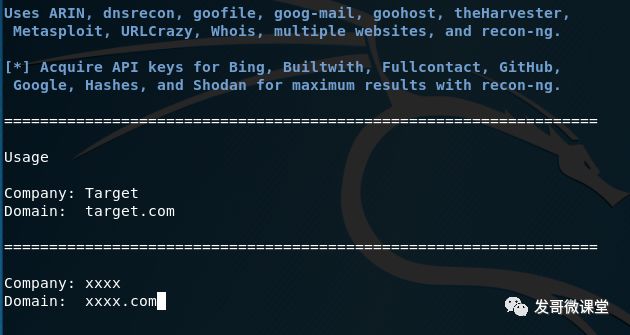 Uses ARIN, dnsrecon, goofile, goog-mail, goohost, theHarvester,
Metasploit, URLCrazy, Whois, multiple websites, and recon-ng.
[*] Acquire API keys for Bing, Builtwith, Fullcontact, GitHub,
Google, Hashes, and Shodan for maximum results with recon-ng.
==================================================================
Usage
Company: Target
Domain:  target.com
==================================================================
Company: xxxx
Domain:  xxxx.com
发哥微课堂